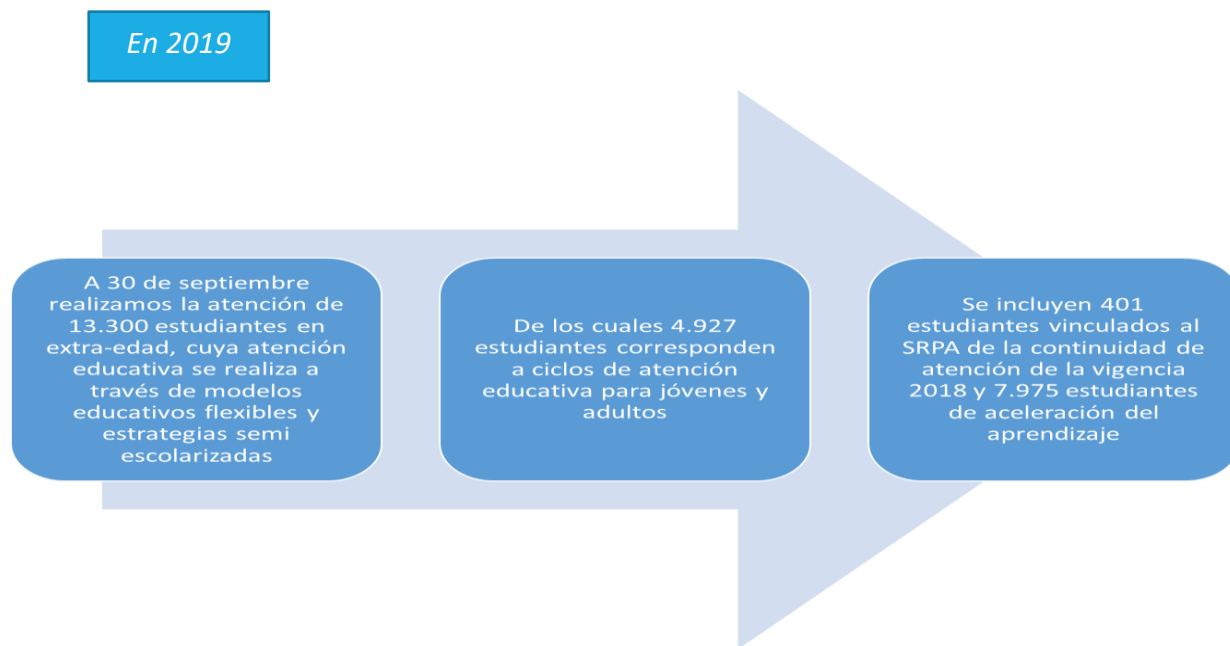 En 2019
A 30 de septiembre
realizamos la atención de
13.300 estudiantes en
extra-edad, cuya atención
educativa se realiza a
través de modelos
educativos flexibles y
estrategias semi
escolarizadas
De los cuales 4.927
estudiantes corresponden
a ciclos de atención
educativa para jóvenes y
adultos
Se incluyen 401
estudiantes vinculados al
SRPA de la continuidad de
atención de la vigencia
2018 y 7.975 estudiantes
de aceleración del
aprendizaje